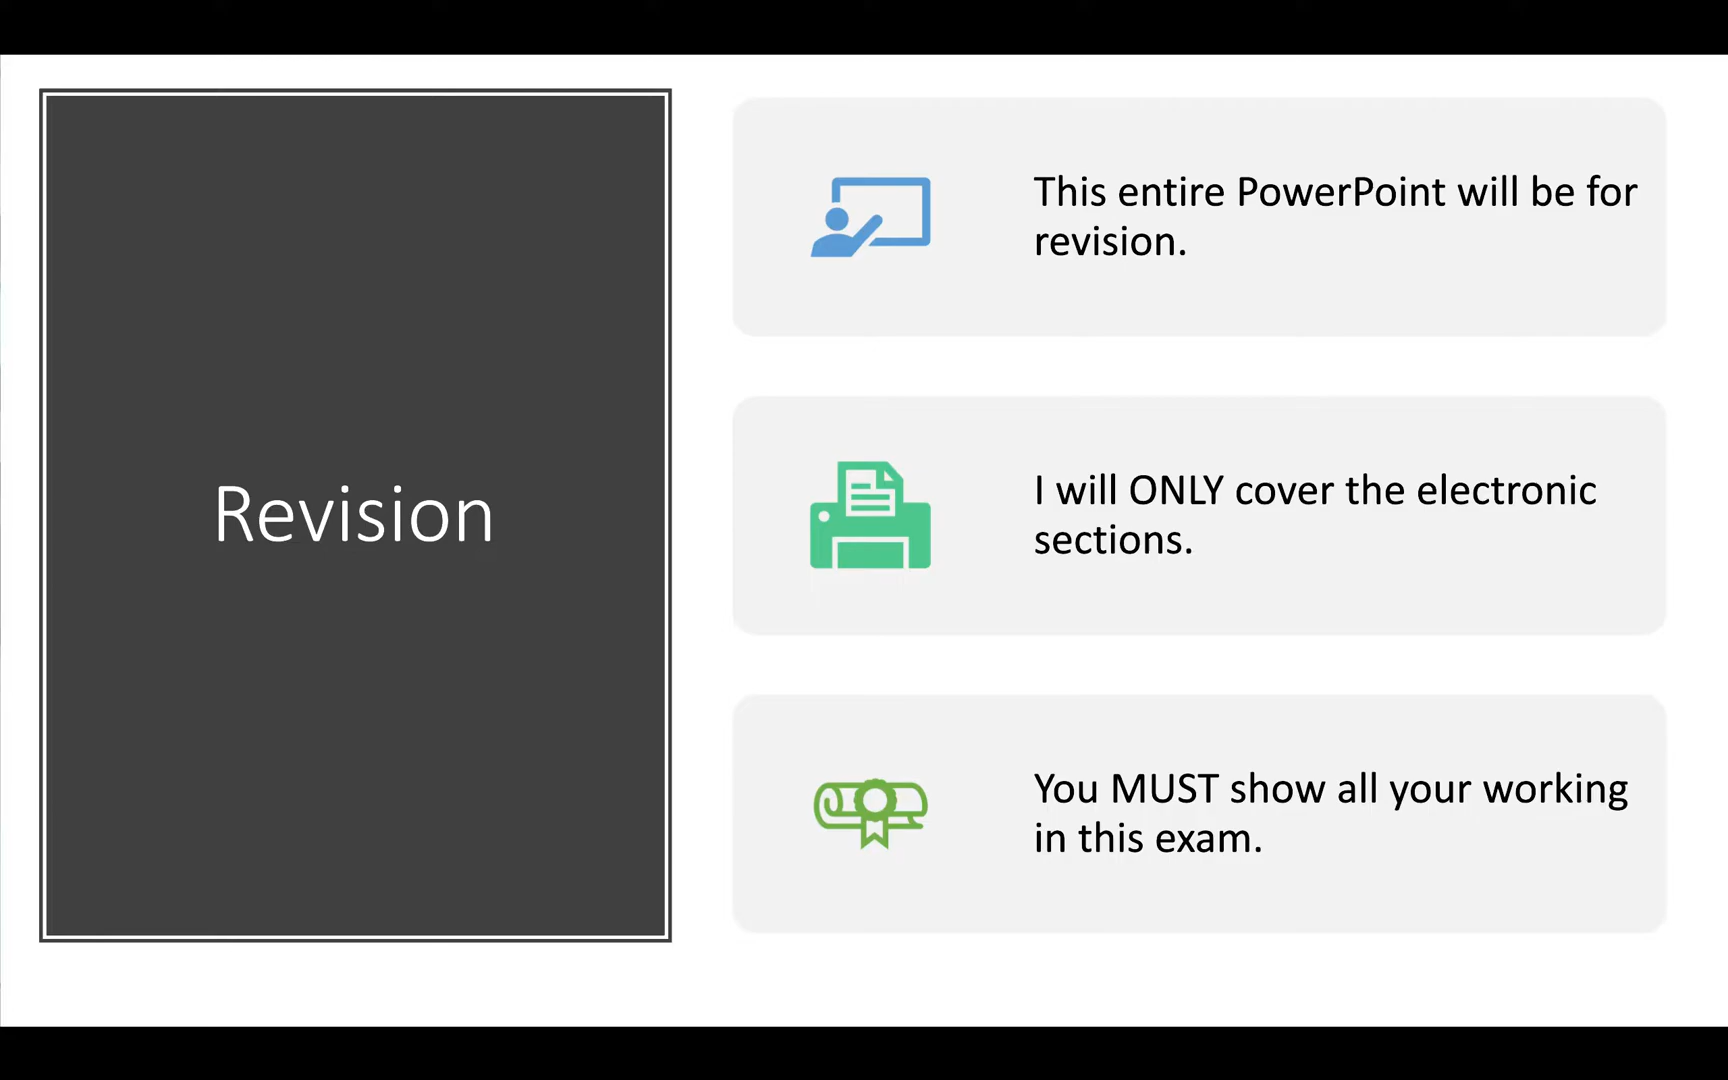 Revision
This entire PowerPoint will be for
revision.
I will ONLY cover the electronic
sections.
You MUST show all your working
in this exam.